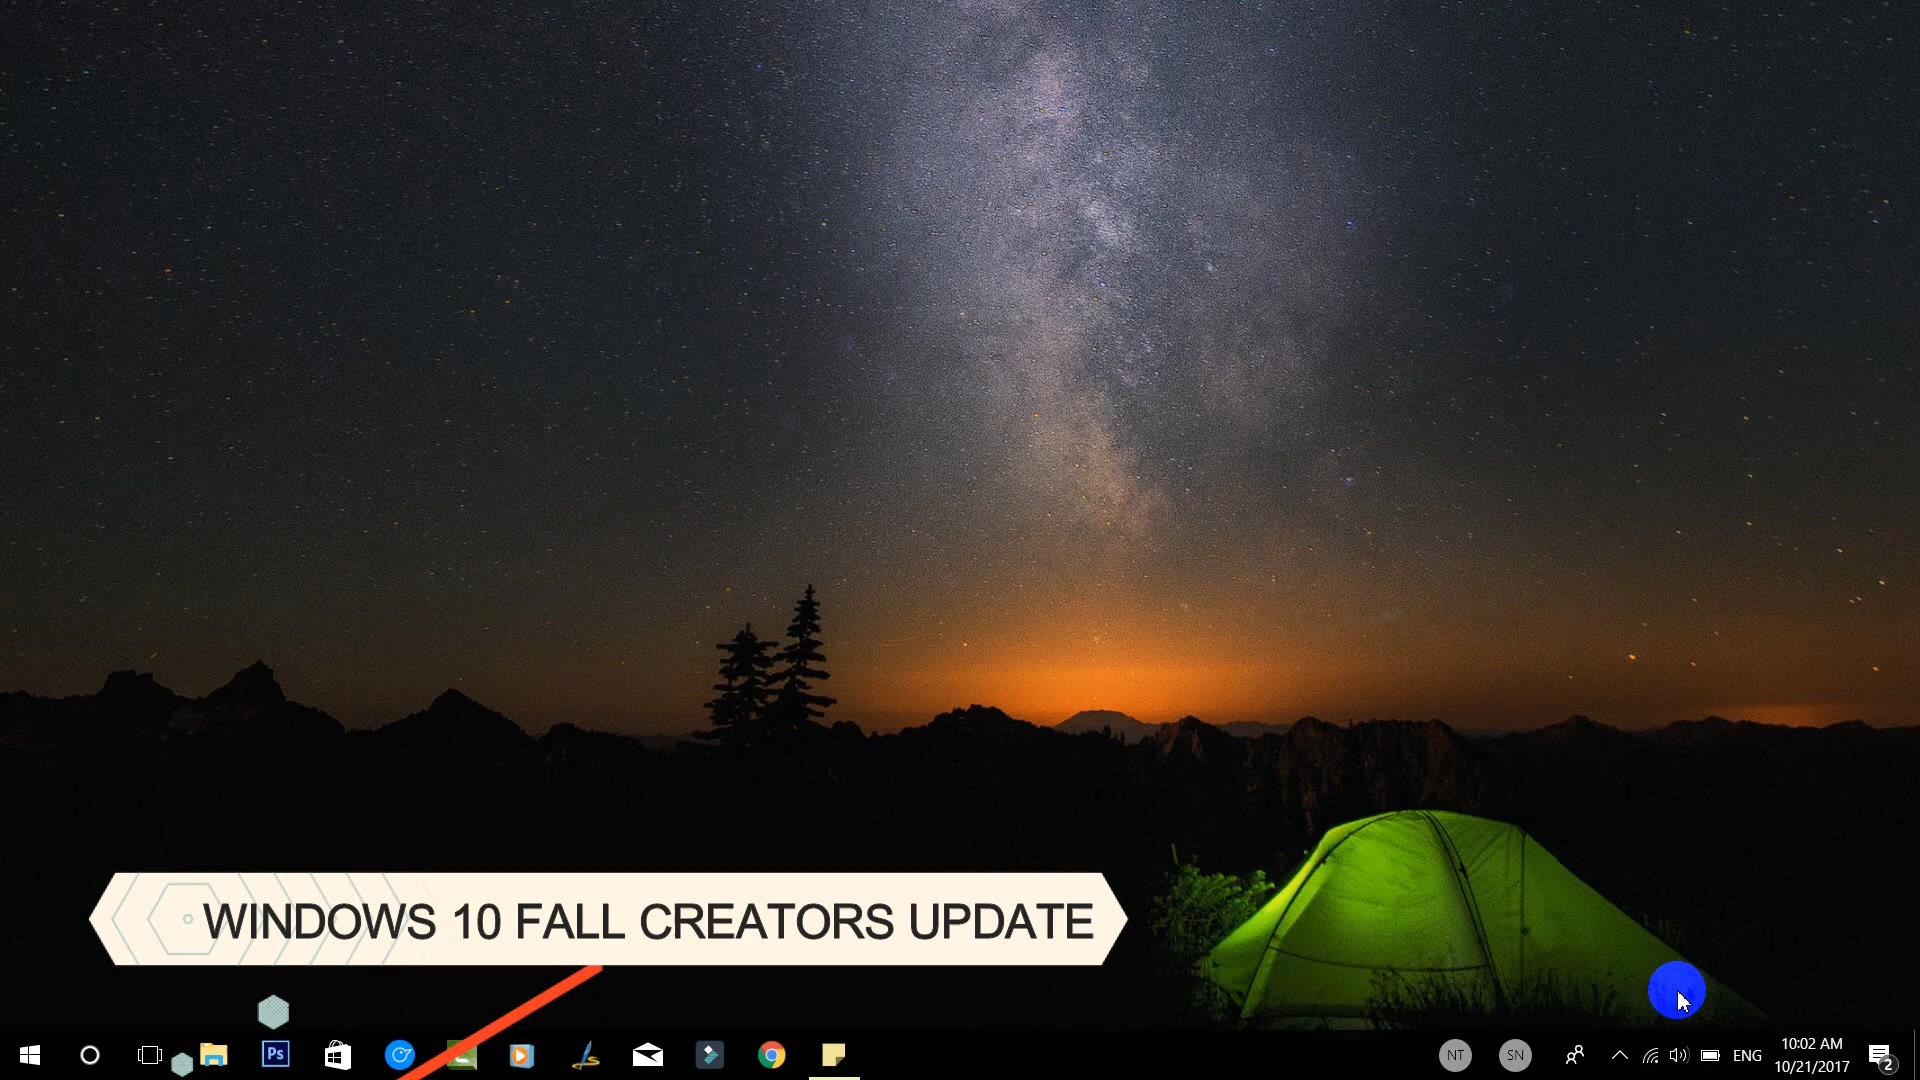 WINDOWS 10 FALL CREATORS UPDATE
Ps
NT
SN
ENG
10:02 AM
10/21/2017
2